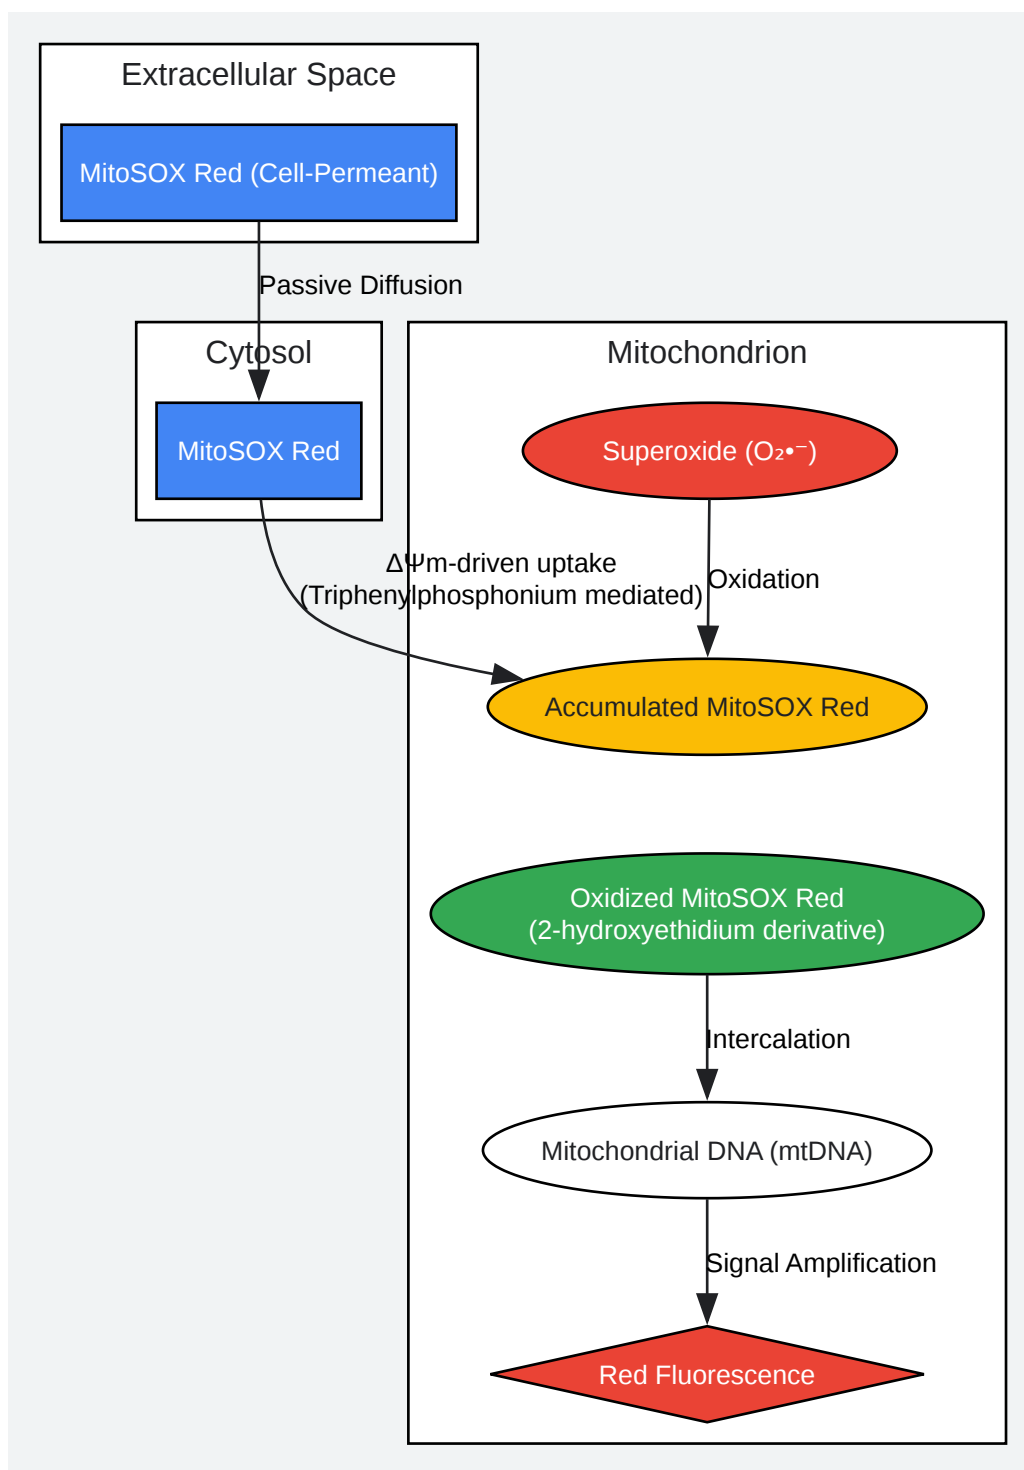 Extracellular Space
MitoSOX Red (Cell-Permeant)
Passive Diffusion
Cytosol
MitoSOX Red
Mitochondrion
Superoxide (O₂•⁻)
ΔΨm-driven uptake
(Triphenylphosphonium mediated)
Oxidation
Accumulated MitoSOX Red
Oxidized MitoSOX Red
(2-hydroxyethidium derivative)
Intercalation
Mitochondrial DNA (mtDNA)
Signal Amplification
Red Fluorescence